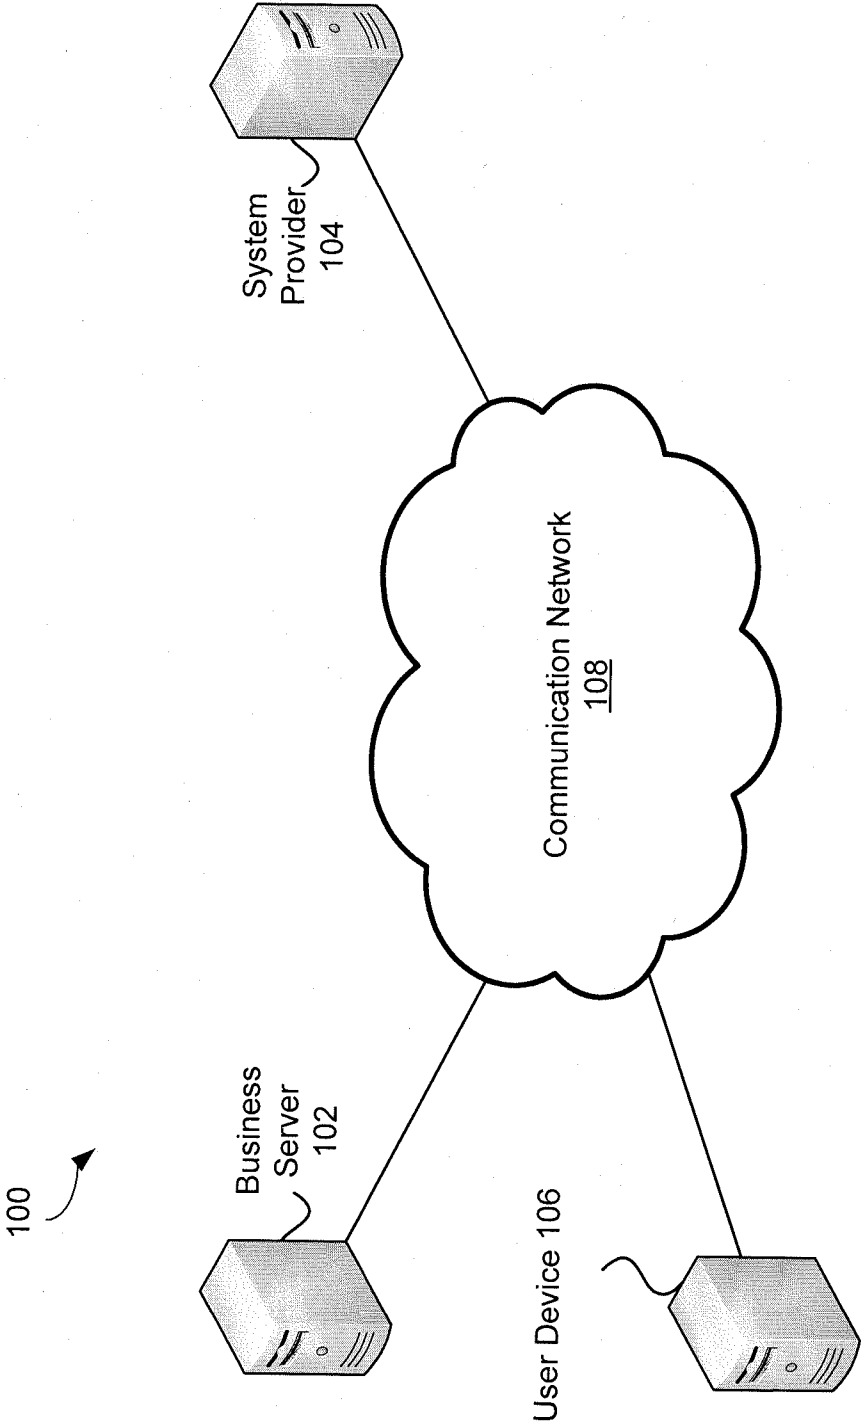 100
Business
Server
102
System
Provider
104
Communication Network
108
User Device 106